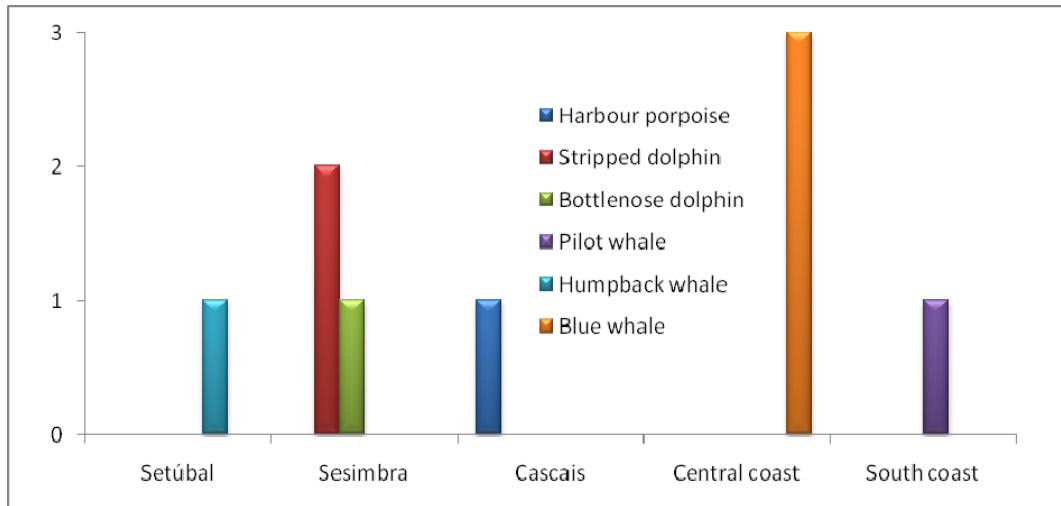 3
2
1
0
Harbour porpoise
Stripped dolphin
Bottlenose dolphin
Pilot whale
Humpback whale
Blue whale
Setúbal
Sesimbra
Cascais
Central coast
South coast